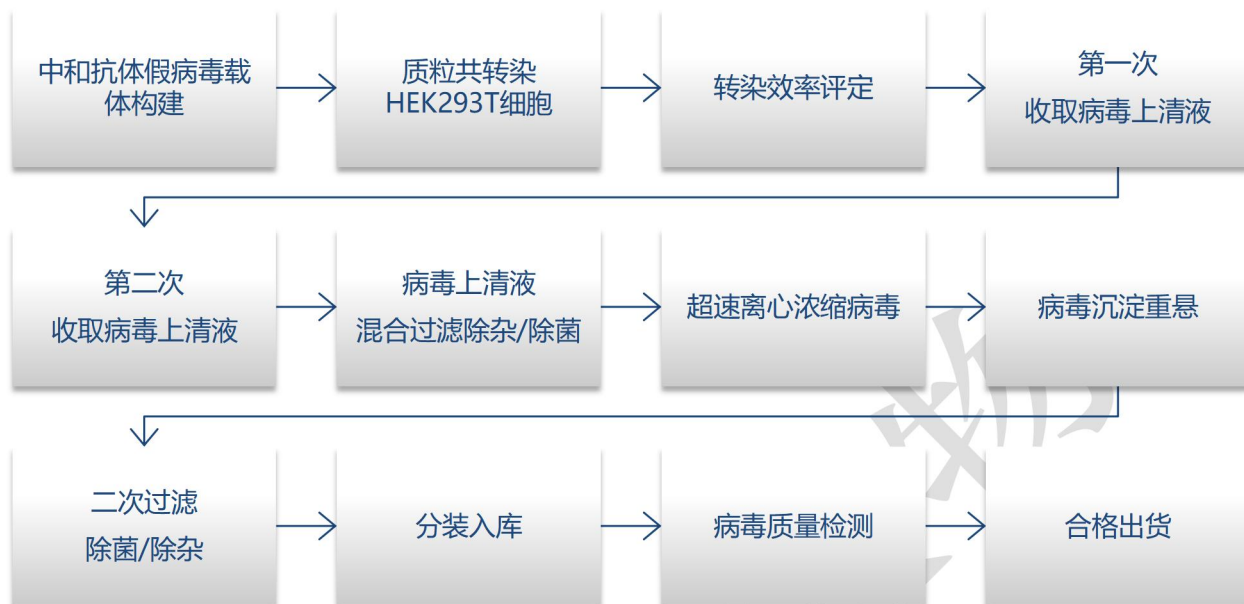 中和抗体假病毒载
体构建
质粒共转染
HEK293T细胞
转染效率评定
第一次
收取病毒上清液
第二次
收取病毒上清液
病毒上清液
混合过滤除杂/除菌
超速离心浓缩病毒
病毒沉淀重悬
二次过滤
除菌/除杂
分装入库
病毒质量检测
合格出货
物